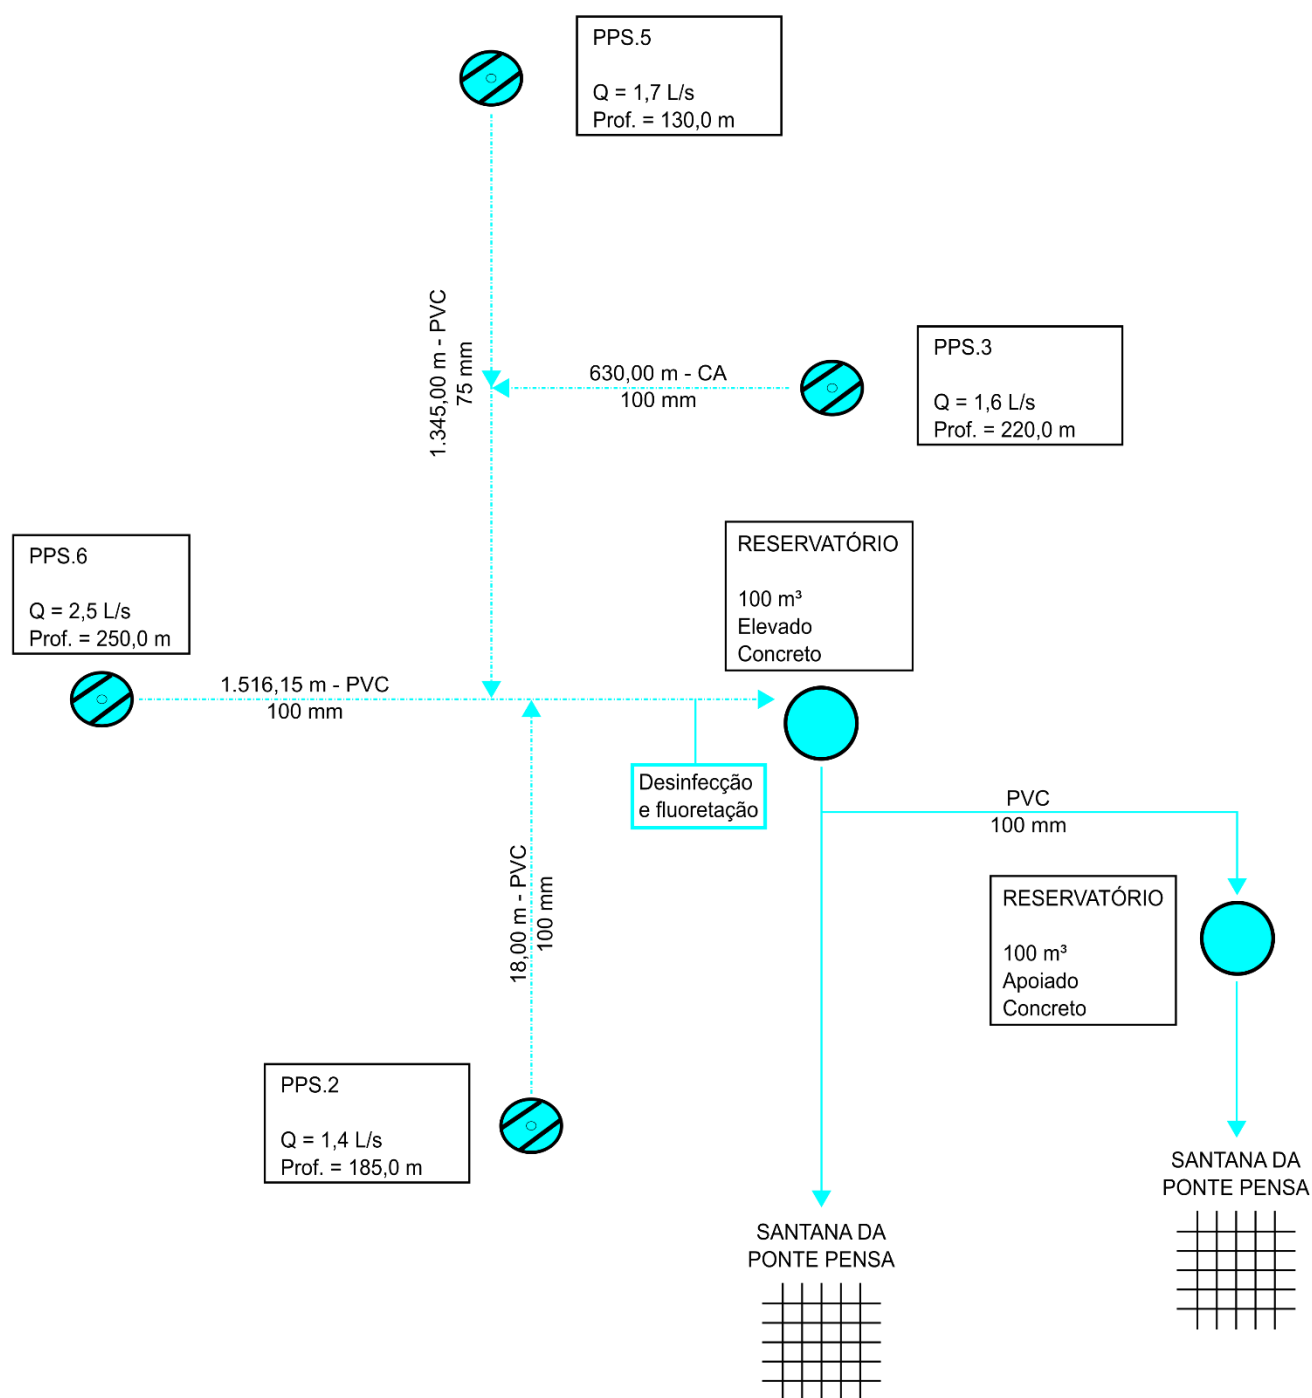 PPS.5
Q = 1,7 L/s
Prof. = 130,0 m
1.345,00 m - PVC
75 mm
630,00 m - CA
100 mm
PPS.3
Q = 1,6 L/s
Prof. = 220,0 m
PPS.6
Q = 2,5 L/s
Prof. = 250,0 m
1.516,15 m - PVC
100 mm
RESERVATÓRIO
100 m³
Elevado
Concreto
Desinfecção
e fluoretação
PVC
100 mm
18,00 m - PVC
100 mm
RESERVATÓRIO
100 m³
Apoiado
Concreto
PPS.2
Q = 1,4 L/s
Prof. = 185,0 m
SANTANA DA
PONTE PENSA
SANTANA DA
PONTE PENSA